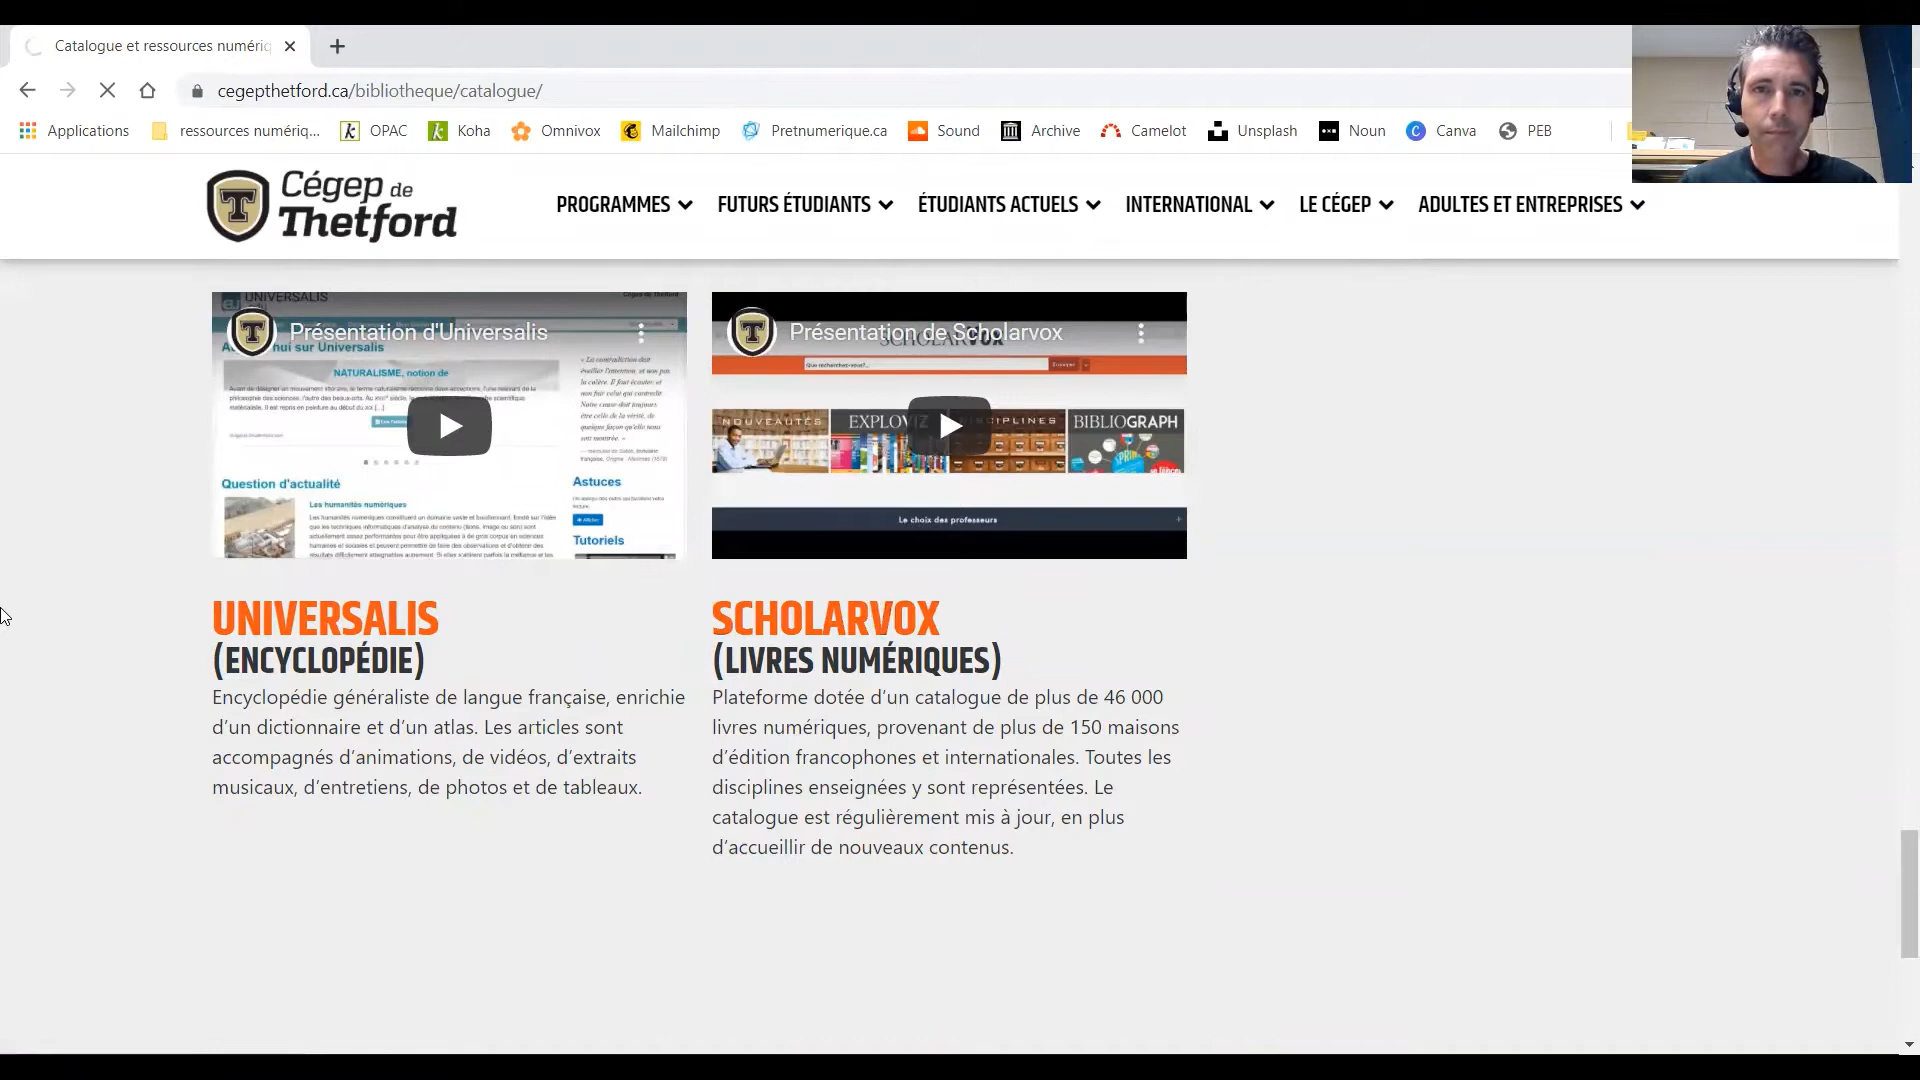 Catalogue et ressources numériq
cegepthetford.ca/bibliotheque/catalogue/
Applications ressources numériq... OPAC Koha Omnivox Mailchimp Pretnumerique.ca Sound Archive Camelot Unsplash Noun Canva PEB
Cégep de
Thetford
PROGRAMMES FUTURS ÉTUDIANTS ÉTUDIANTS ACTUELS INTERNATIONAL LE CÉGEP ADULTES ET ENTREPRISES
UNIVERSALIS
Présentation d'Universalis
nui sur Universalis
NATURALISME, notion de
Question d'actualité
Les humanités numériques
Astuces
Tutoriels
Présentation de Scholarvox
SCHOLARVOX
Que recherchez-vous?...
NOUVEAUTÉS EXPLOVIZ CIPLINES BIBLIOGRAPH
Le choix des professeurs
UNIVERSALIS
(ENCYCLOPÉDIE)
Encyclopédie généraliste de langue française, enrichie
d'un dictionnaire et d'un atlas. Les articles sont
accompagnés d'animations, de vidéos, d'extraits
musicaux, d'entretiens, de photos et de tableaux.
SCHOLARVOX
(LIVRES NUMÉRIQUES)
Plateforme dotée d'un catalogue de plus de 46 000
livres numériques, provenant de plus de 150 maisons
d'édition francophones et internationales. Toutes les
disciplines enseignées y sont représentées. Le
catalogue est régulièrement mis à jour, en plus
d'accueillir de nouveaux contenus.